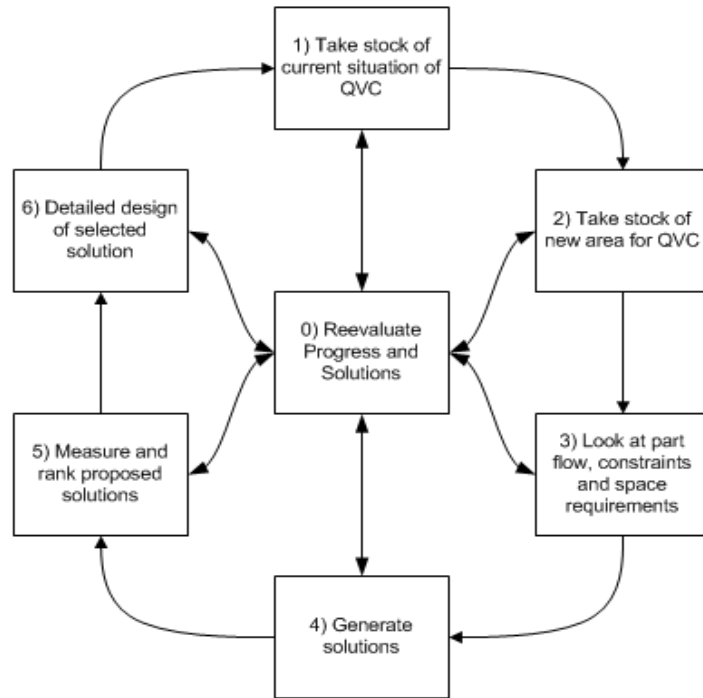 1) Take stock of
current situation of
QVC
6) Detailed design
of selected
solution
2) Take stock of
new area for QVC
0) Reevaluate
Progress and
Solutions
5) Measure and
rank proposed
solutions
3) Look at part
flow, constraints
and space
requirements
4) Generate
solutions